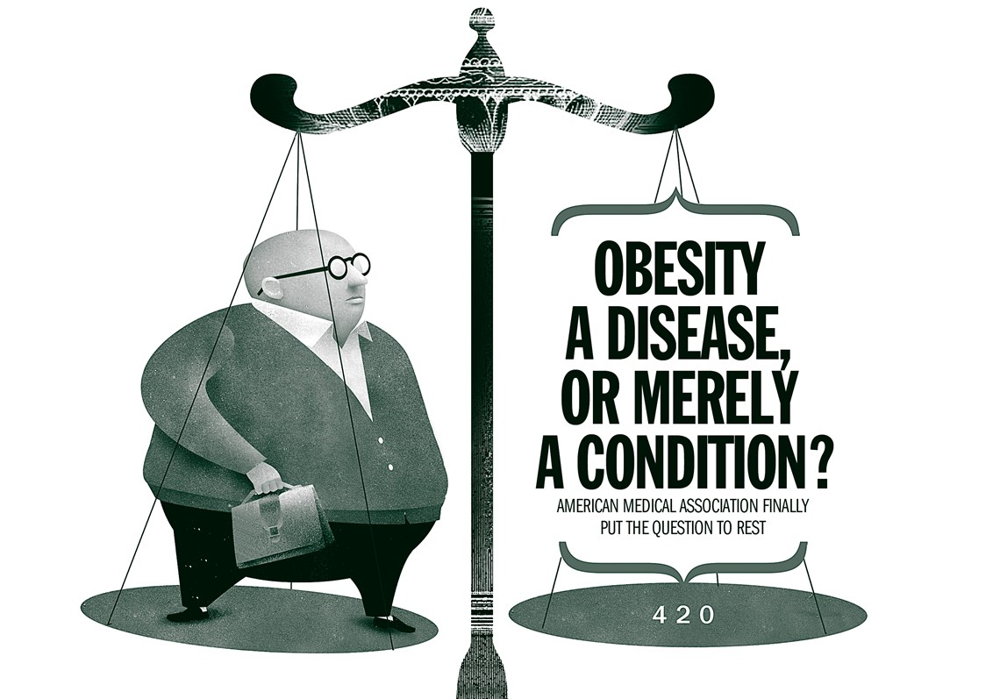 OBESITY
A DISEASE,
OR MERELY
A CONDITION?
AMERICAN MEDICAL ASSOCIATION FINALLY
PUT THE QUESTION TO REST
420